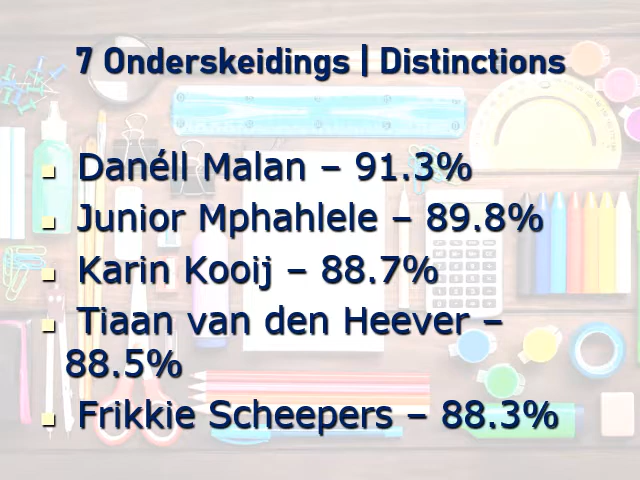 7 Onderskeidings | Distinctions
Danéll Malan – 91.3%
Junior Mphahlele – 89.8%
Karin Kooij – 88.7%
Tiaan van den Heever –
88.5%
Frikkie Scheepers – 88.3%